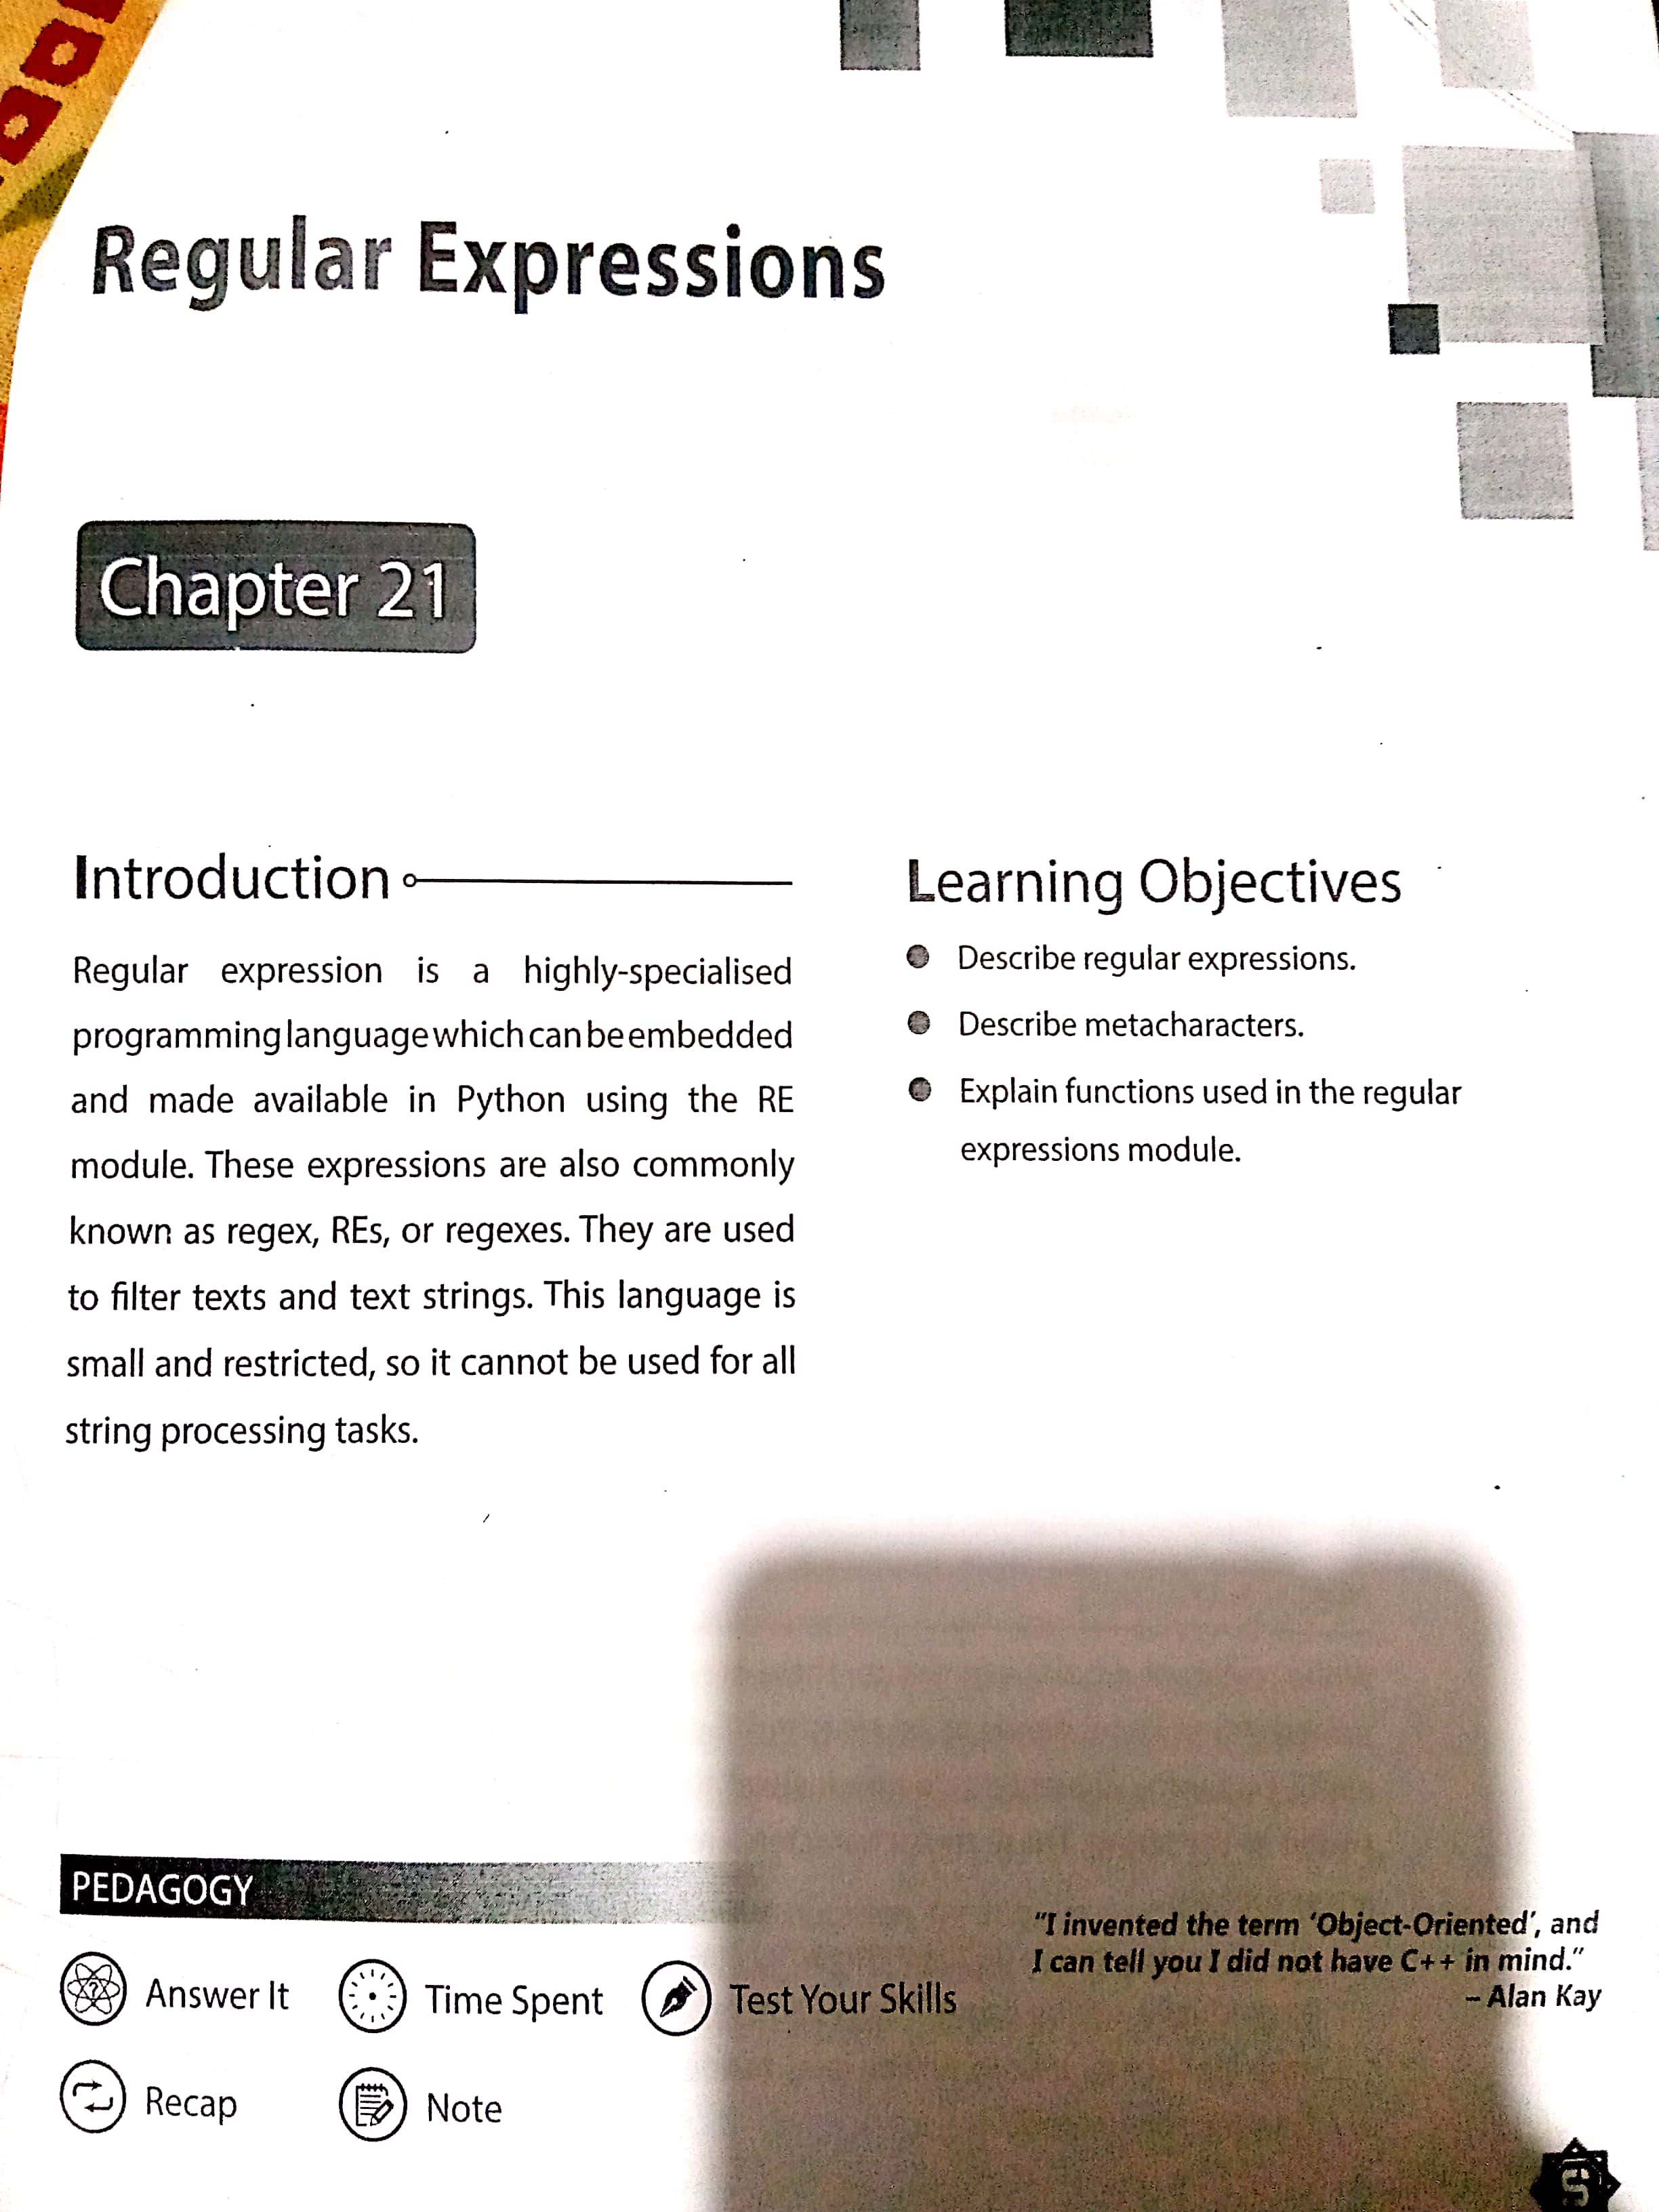 Regular Expressions
Chapter 21
Introduction
Regular expression is a highly-specialised
programming language which can be embedded
and made available in Python using the RE
module. These expressions are also commonly
known as regex, REs, or regexes. They are used
to filter texts and text strings. This language is
small and restricted, so it cannot be used for all
string processing tasks.
Learning Objectives
Describe regular expressions.
Describe metacharacters.
Explain functions used in the regular
expressions module.
PEDAGOGY
Answer It
Time Spent
Test Your Skills
Recap
Note
"I invented the term 'Object-Oriented', and
I can tell you I did not have C++ in mind."
– Alan Kay